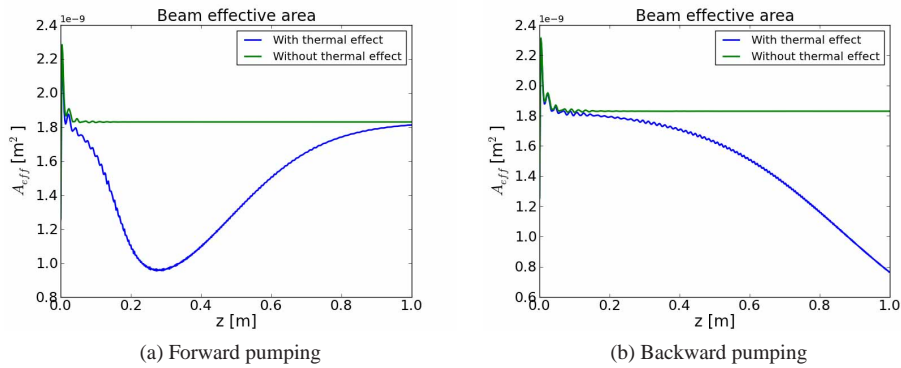 Beam effective area
1e−9
2.4
2.2
2.0
1.8
1.6
1.4
1.2
1.0
0.8
A_eff [m²]
With thermal effect
Without thermal effect
0.0 0.2 0.4 0.6 0.8 1.0
z [m]
(a) Forward pumping
Beam effective area
1e−9
2.4
2.2
2.0
1.8
1.6
1.4
1.2
1.0
0.8
0.6
A_eff [m²]
With thermal effect
Without thermal effect
0.0 0.2 0.4 0.6 0.8 1.0
z [m]
(b) Backward pumping